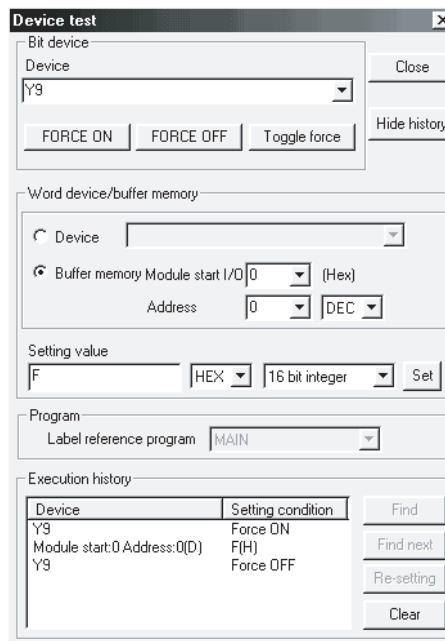 Device test
Bit device
Device
Close
Y9
FORCE ON FORCE OFF Toggle force
Hide history
Word device/buffer memory
Device
Buffer memory Module start I/O 0 (Hex)
Address 0 DEC
Setting value
F HEX 16 bit integer Set
Program
Label reference program MAIN
Execution history
Device Setting condition
Find
Y9 Force ON
Module start:0 Address:0(D) F(H)
Find next
Y9 Force OFF
Re-setting
Clear